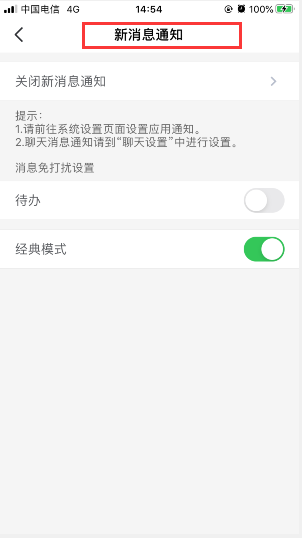 中国电信 4G 14:54 100%
新消息通知
关闭新消息通知
提示：
1.请前往系统设置页面设置应用通知。
2.聊天消息通知请到“聊天设置”中进行设置。
消息免打扰设置
待办
经典模式